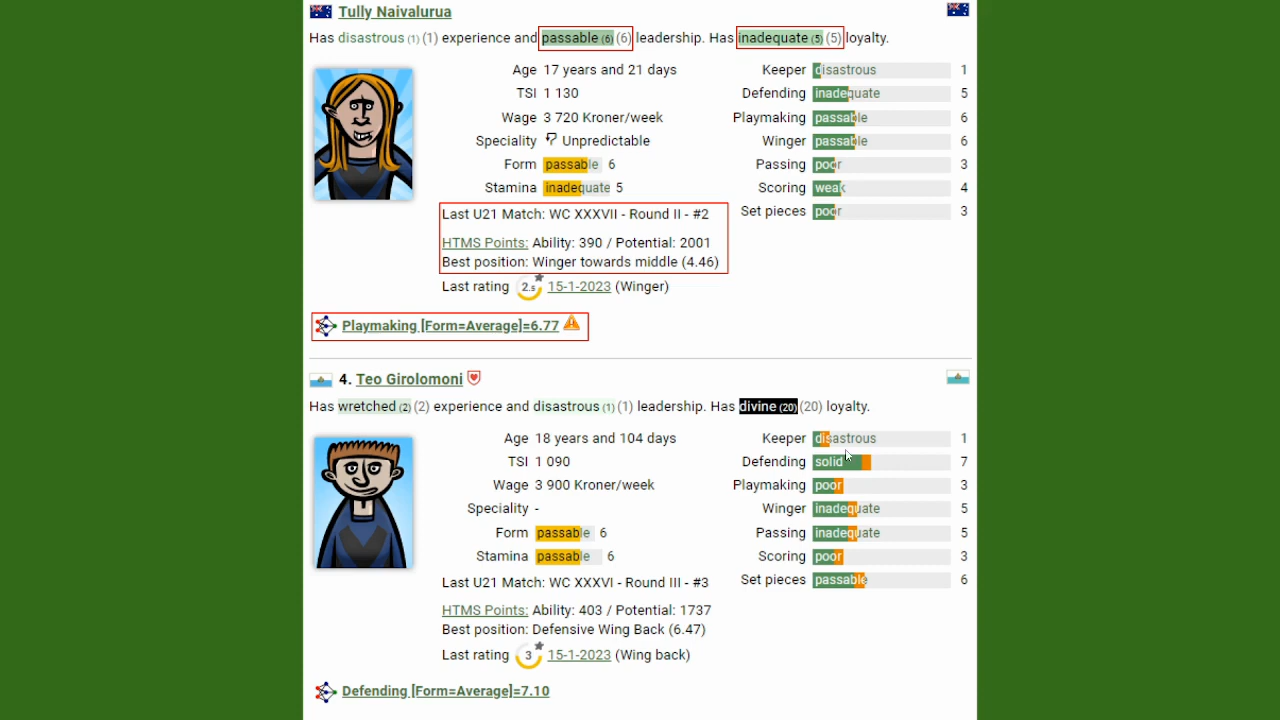 Tully Naivalurua
Has disastrous (1) (1) experience and passable (6) (6) leadership. Has inadequate (5) (5) loyalty.
Age 17 years and 21 days
TSI 1 130
Wage 3 720 Kroner/week
Speciality Unpredictable
Form passable 6
Stamina inadequate 5
Last U21 Match: WC XXXVII - Round II - #2
HTMS Points: Ability: 390 / Potential: 2001
Best position: Winger towards middle (4.46)
Last rating 2.5 15-1-2023 (Winger)
Keeper disastrous 1
Defending inadequate 5
Playmaking passable 6
Winger passable 6
Passing poor 3
Scoring weak 4
Set pieces poor 3
Playmaking [Form=Average]=6.77
4. Teo Girolomoni
Has wretched (2) (2) experience and disastrous (1) (1) leadership. Has divine (20) (20) loyalty.
Age 18 years and 104 days
TSI 1 090
Wage 3 900 Kroner/week
Speciality -
Form passable 6
Stamina passable 6
Last U21 Match: WC XXXVI - Round III - #3
HTMS Points: Ability: 403 / Potential: 1737
Best position: Defensive Wing Back (6.47)
Last rating 3 15-1-2023 (Wing back)
Keeper disastrous 1
Defending solid 7
Playmaking poor 3
Winger inadequate 5
Passing inadequate 5
Scoring poor 3
Set pieces passable 6
Defending [Form=Average]=7.10